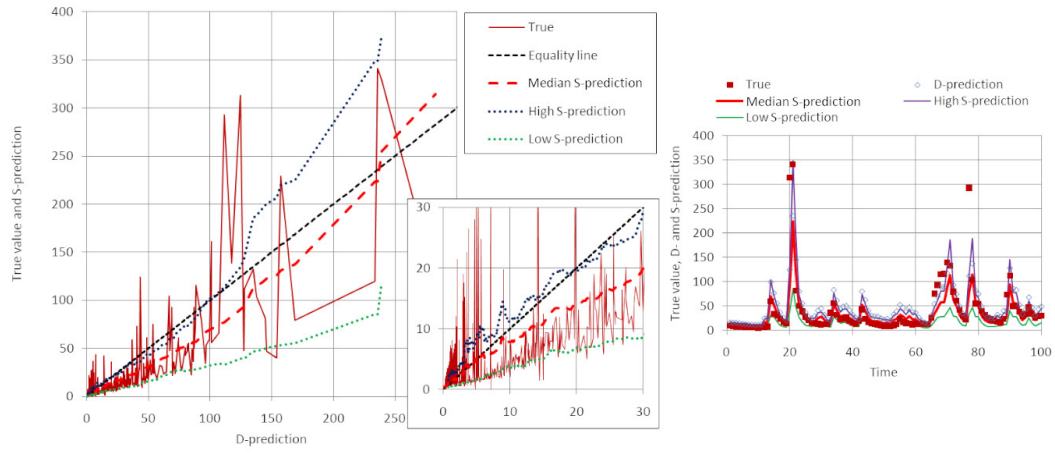 400
350
300
250
200
150
100
50
0
True value and S-prediction
0 50 100 150 200 250
D-prediction
True
Equality line
Median S-prediction
High S-prediction
Low S-prediction
30
20
10
0
0 10 20 30
True D-prediction
Median S-prediction High S-prediction
Low S-prediction
400
350
300
250
200
150
100
50
0
True value, D- amd S-prediction
0 20 40 60 80 100
Time